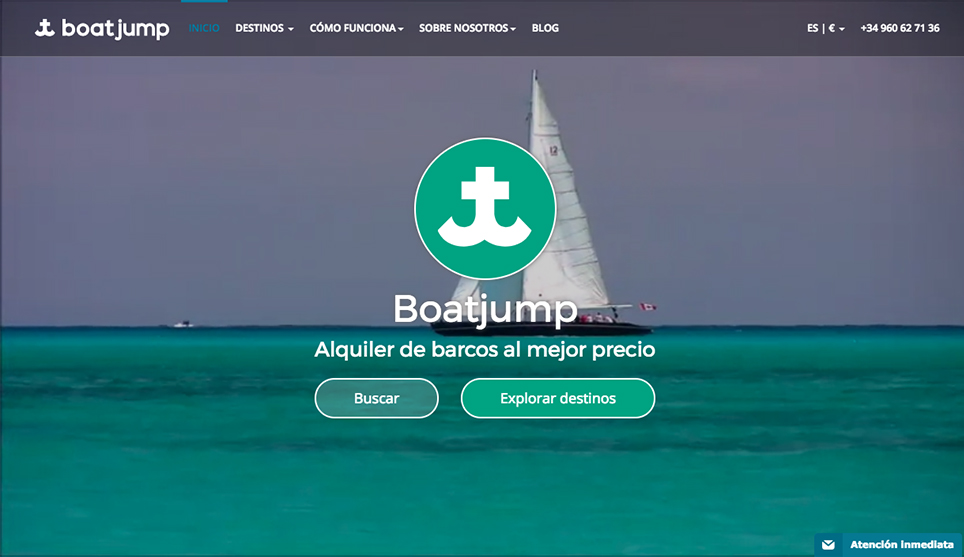 boatjump
INICIO DESTINOS CÓMO FUNCIONA SOBRE NOSOTROS BLOG ES | € +34 960 62 71 36
12
Boatjump
Alquiler de barcos al mejor precio
Buscar Explorar destinos
Atención Inmediata